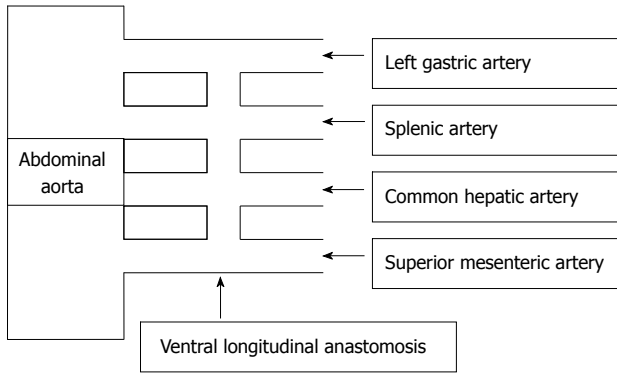 Left gastric artery
Splenic artery
Abdominal
aorta
Common hepatic artery
Superior mesenteric artery
Ventral longitudinal anastomosis